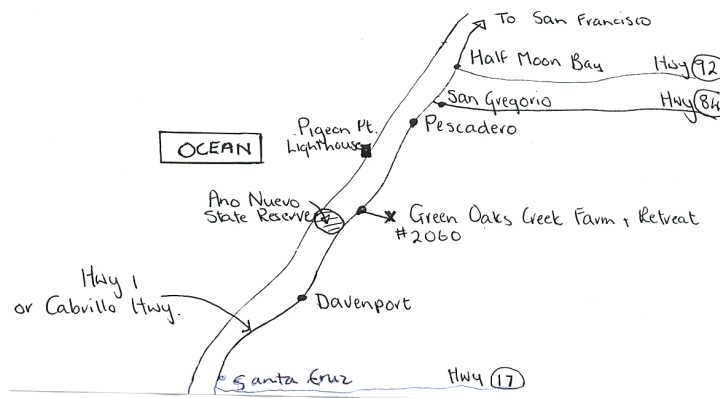 To San Francisco
Half Moon Bay
Hwy 92
San Gregorio
Hwy 84
Pescadero
Pigeon Pt.
Lighthouse
OCEAN
Ano Nuevo
State Reserve
Green Oaks Creek Farm & Retreat
#2060
Hwy 1
or Cabrillo Hwy.
Davenport
Santa Cruz
Hwy 17